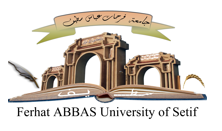 جامعة فرحات عباس سطيف
Ferhat ABBAS University of Setif